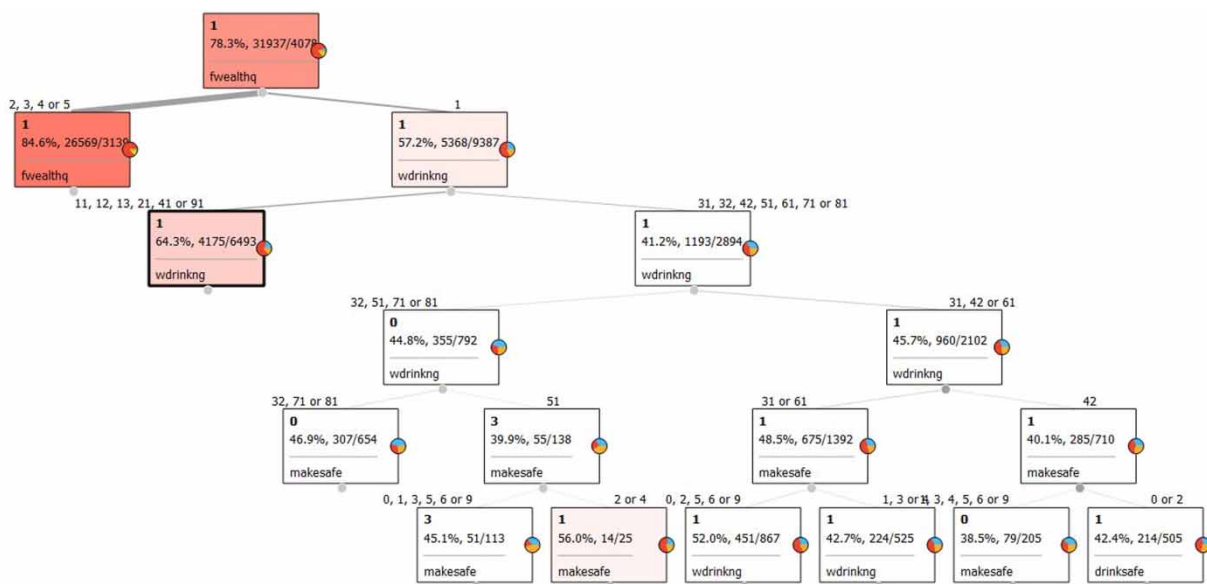 1
78.3%, 31937/4078
fwealthq
2, 3, 4 or 5
1
1
84.6%, 26569/3139
fwealthq
1
57.2%, 5368/9387
wdrinkng
11, 12, 13, 21, 41 or 91
31, 32, 42, 51, 61, 71 or 81
1
64.3%, 4175/6493
wdrinkng
1
41.2%, 1193/2894
wdrinkng
32, 51, 71 or 81
31, 42 or 61
0
44.8%, 355/792
wdrinkng
1
45.7%, 960/2102
wdrinkng
32, 71 or 81
51
31 or 61
42
0
46.9%, 307/654
makesafe
3
39.9%, 55/138
makesafe
1
48.5%, 675/1392
makesafe
1
40.1%, 285/710
makesafe
0, 1, 3, 5, 6 or 9
2 or 4
0, 2, 5, 6 or 9
1, 3 or
3, 4, 5, 6 or 9
0 or 2
3
45.1%, 51/113
makesafe
1
56.0%, 14/25
makesafe
1
52.0%, 451/867
wdrinkng
1
42.7%, 224/525
wdrinkng
0
38.5%, 79/205
makesafe
1
42.4%, 214/505
drinksafe